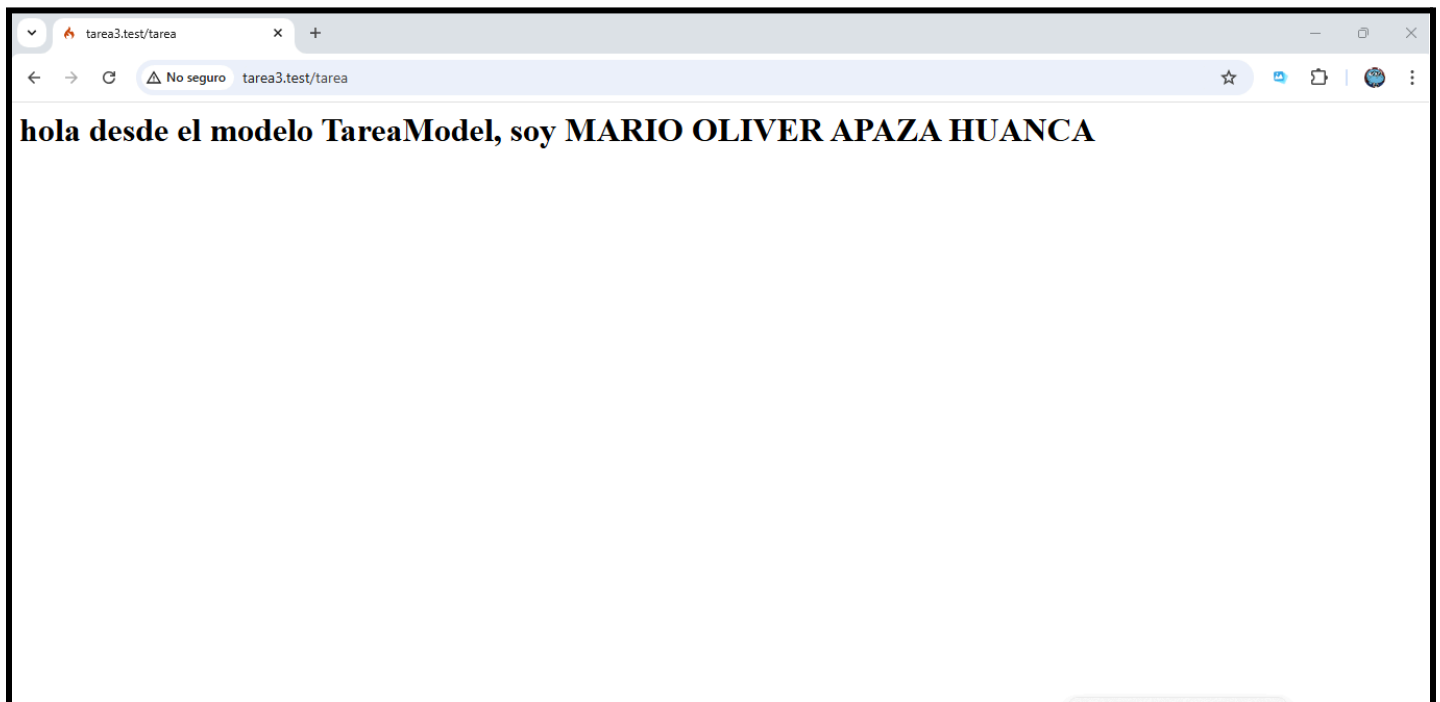 tarea3.test/tarea
No seguro tarea3.test/tarea
hola desde el modelo TareaModel, soy MARIO OLIVER APAZA HUANCA